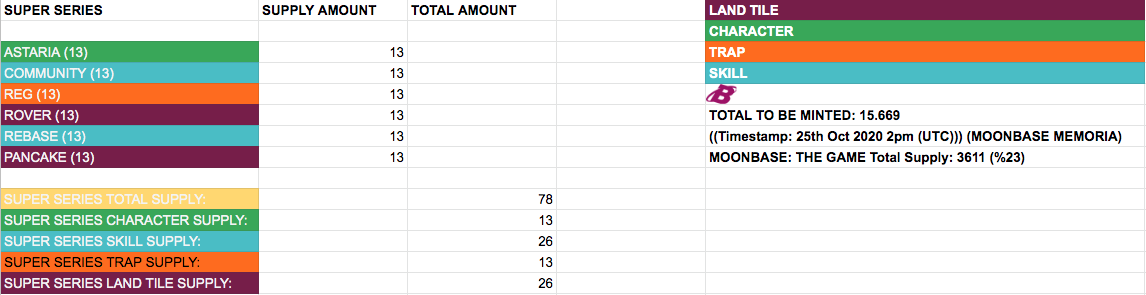 SUPER SERIES SUPPLY AMOUNT TOTAL AMOUNT LAND TILE
CHARACTER
ASTARIA (13) 13 TRAP
COMMUNITY (13) 13 SKILL
REG (13) 13 B
ROVER (13) 13 TOTAL TO BE MINTED: 15.669
REBASE (13) 13 ((Timestamp: 25th Oct 2020 2pm (UTC))) (MOONBASE MEMORIA)
PANCAKE (13) 13 MOONBASE: THE GAME Total Supply: 3611 (%23)
SUPER SERIES TOTAL SUPPLY: 78
SUPER SERIES CHARACTER SUPPLY: 13
SUPER SERIES SKILL SUPPLY: 26
SUPER SERIES TRAP SUPPLY: 13
SUPER SERIES LAND TILE SUPPLY: 26